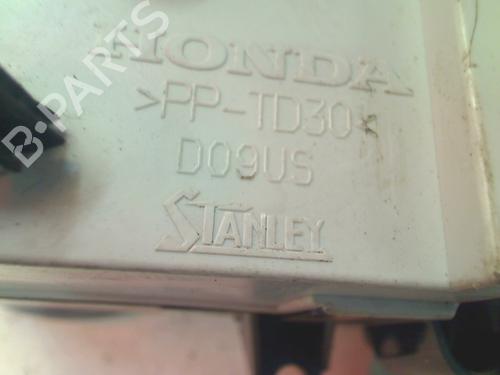 HONDA
>PP-TD30<
D09US
STANLEY
B-PARTS